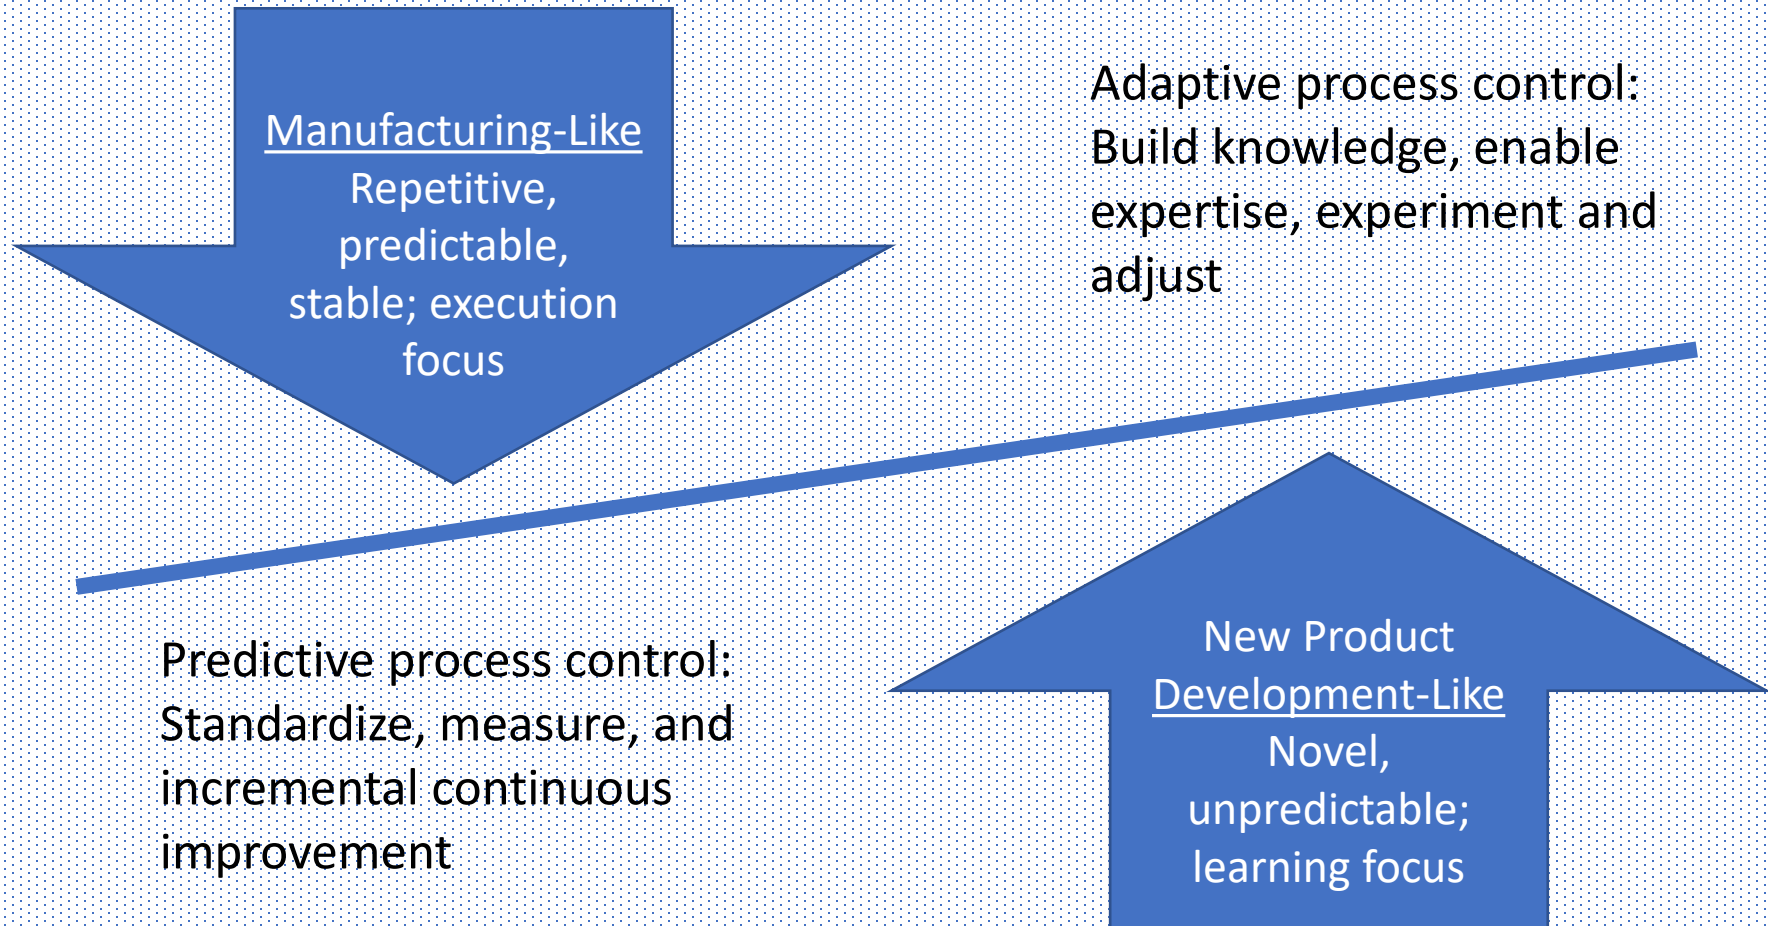 Manufacturing-Like
Repetitive,
predictable,
stable; execution
focus
Adaptive process control:
Build knowledge, enable
expertise, experiment and
adjust
Predictive process control:
Standardize, measure, and
incremental continuous
improvement
New Product
Development-Like
Novel,
unpredictable;
learning focus